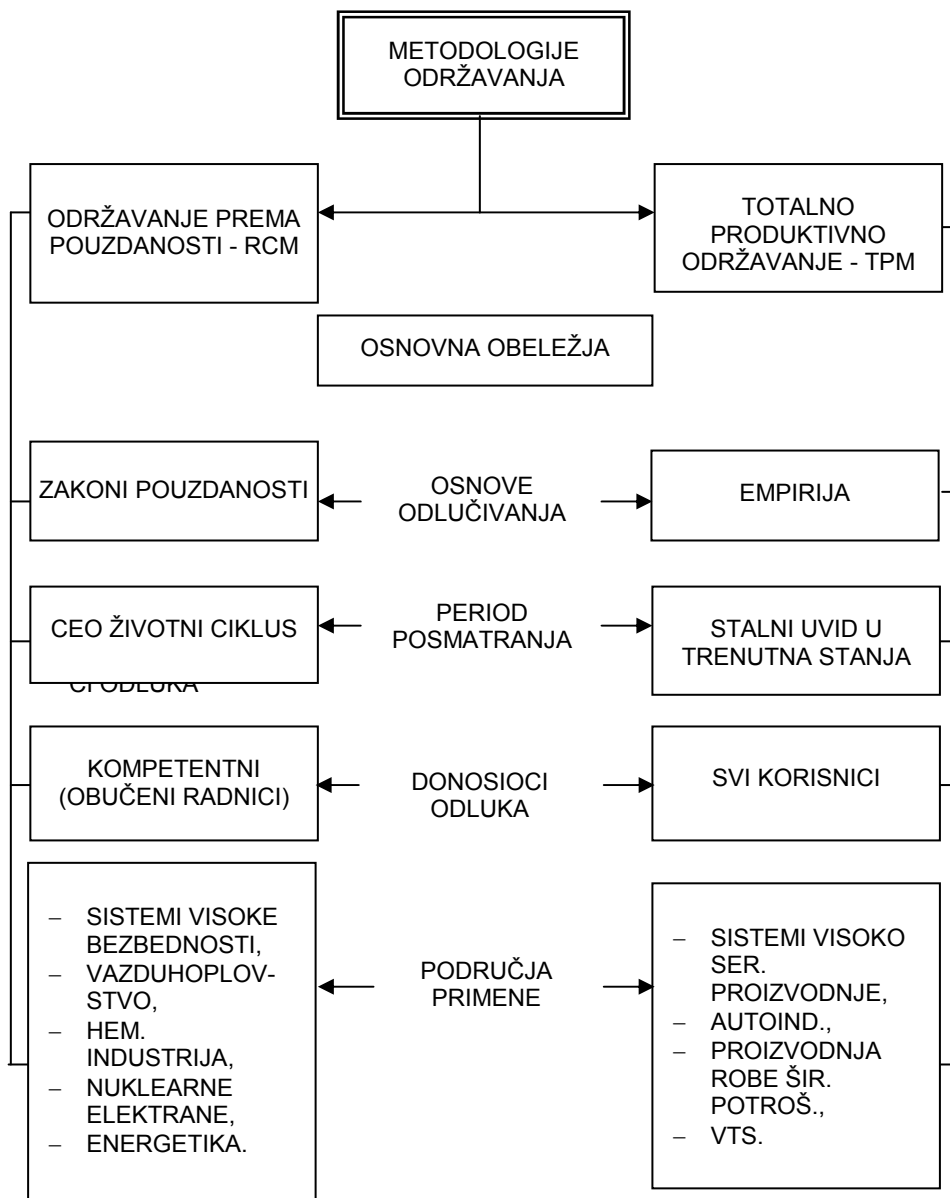 METODOLOGIJE
ODRŽAVANJA
ODRŽAVANJE PREMA
POUZDANOSTI - RCM
TOTALNO
PRODUKTIVNO
ODRŽAVANJE - TPM
OSNOVNA OBELEŽJA
ZAKONI POUZDANOSTI
OSNOVE
ODLUČIVANJA
EMPIRIJA
CEO ŽIVOTNI CIKLUS
PERIOD
POSMATRANJA
STALNI UVID U
TRENUTNA STANJA
KOMPETENTNI
(OBUČENI RADNICI)
DONOSIOCI
ODLUKA
SVI KORISNICI
– SISTEMI VISOKE
BEZBEDNOSTI,
– VAZDUHOPLOV-
STVO,
– HEM.
INDUSTRIJA,
– NUKLEARNE
ELEKTRANE,
– ENERGETIKA.
PODRUČJA
PRIMENE
– SISTEMI VISOKO
SER.
PROIZVODNJE,
– AUTOIND.,
– PROIZVODNJA
ROBE ŠIR.
POTROŠ.,
– VTS.